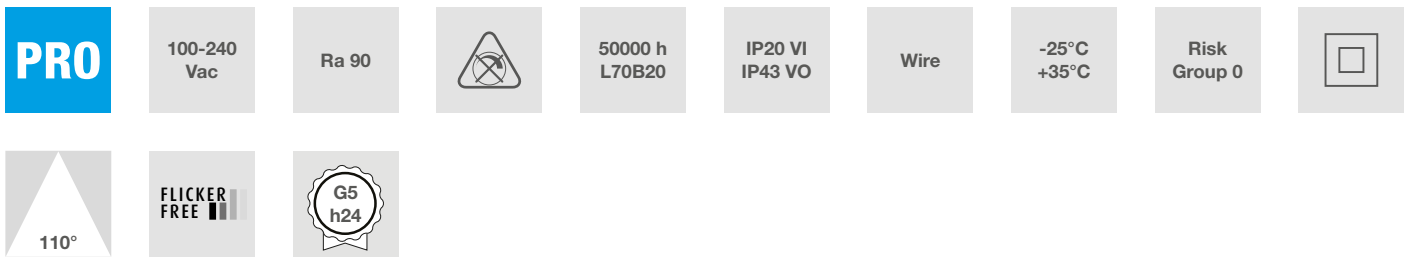 PRO
100-240
Vac
Ra 90
50000 h
L70B20
IP20 VI
IP43 VO
Wire
-25°C
+35°C
Risk
Group 0
110°
FLICKER
FREE
G5
h24